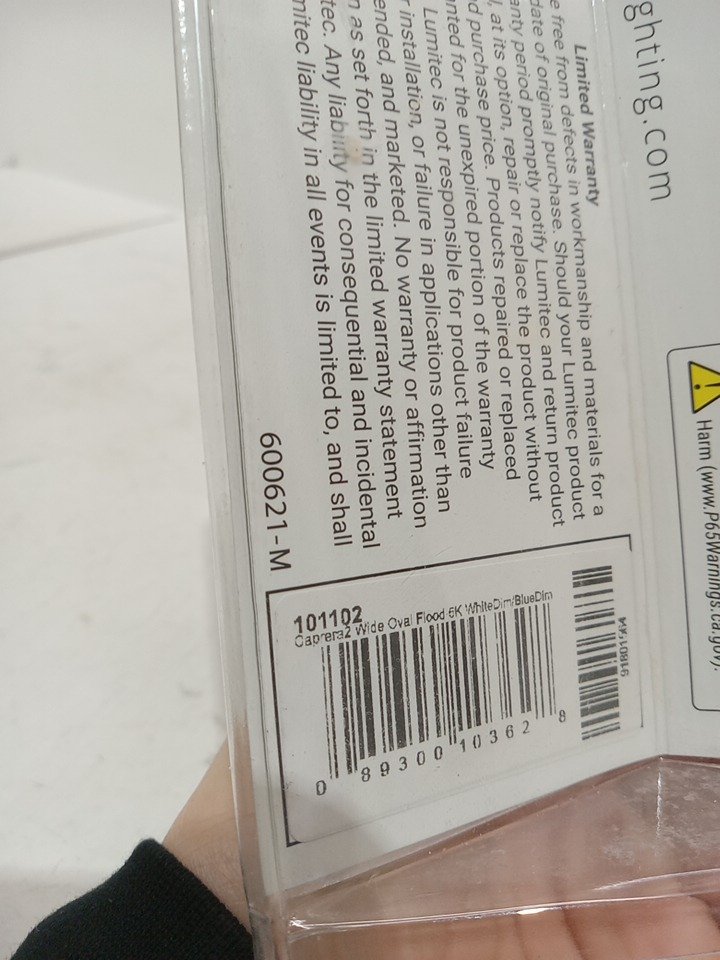 ghting.com
Limited Warranty
e free from defects in workmanship and materials for a
date of original purchase. Should your Lumitec product
anty period promptly notify Lumitec and return product
, at its option, repair or replace the product without
d purchase price. Products repaired or replaced
nted for the unexpired portion of the warranty
Lumitec is not responsible for product failure
r installation, or failure in applications other than
ended, and marketed. No warranty or affirmation
n as set forth in the limited warranty statement
tec. Any liability for consequential and incidental
mitec liability in all events is limited to, and shall
600621-M
Harm (www.P65Warnings.ca.gov).
101102
Caprera2 Wide Oval Flood 6K WhiteDim/BlueDim
0 89300 10362 8